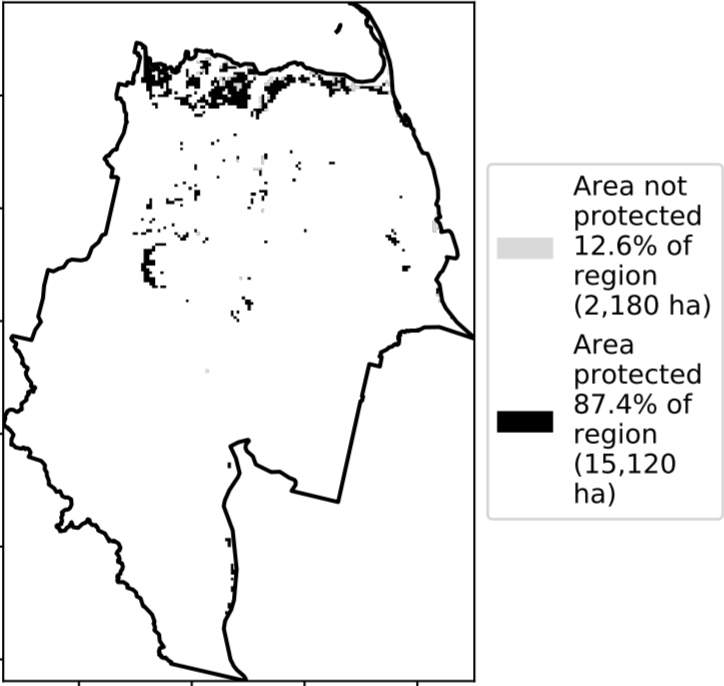 Area not
protected
12.6% of
region
(2,180 ha)
Area
protected
87.4% of
region
(15,120
ha)